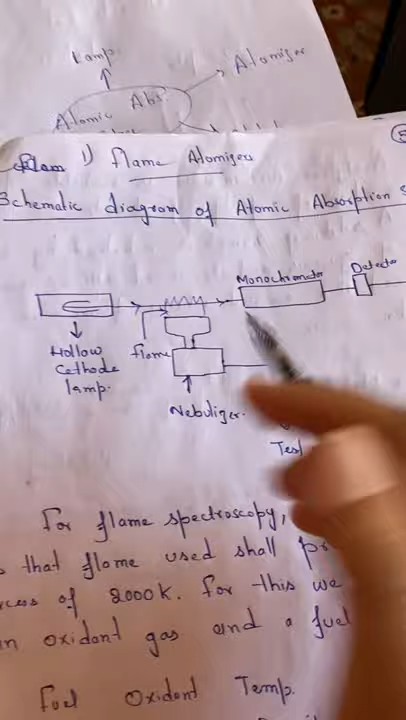 Lamp
Atomizer
Atomic Abs.
1) Flame Atomizers
Schematic diagram of Atomic Absorption
Monochromator
Detector
Hollow
Cathode
lamp.
flame
Nebulizer.
Test
For flame spectroscopy,
that flame used shall
of 2000K. For this we
an oxidant gas and a fuel
Fuel Oxidant Temp.